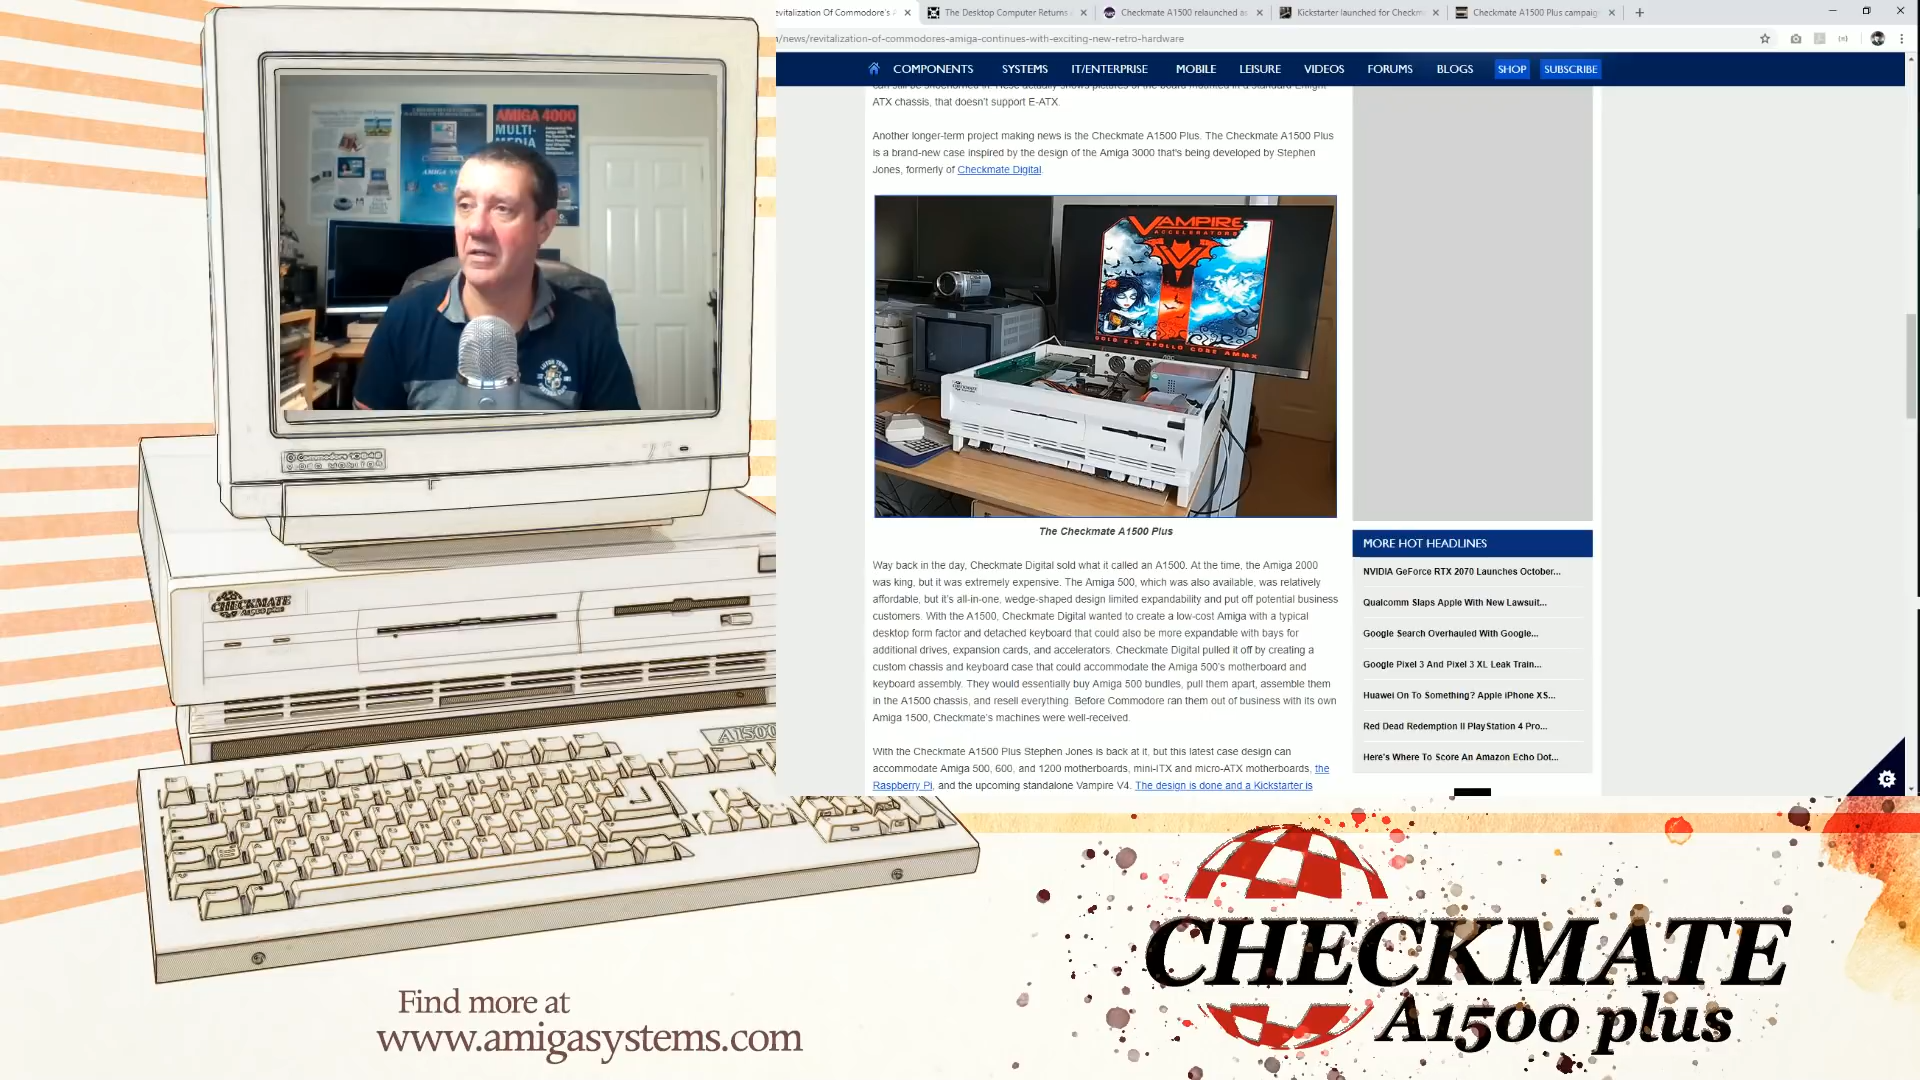 evitalization Of Commodore's A
The Desktop Computer Returns
Checkmate A1500 relaunched as
Kickstarter launched for Checkm
Checkmate A1500 Plus campaig
/news/revitalization-of-commodores-amiga-continues-with-exciting-new-retro-hardware
COMPONENTS SYSTEMS IT/ENTERPRISE MOBILE LEISURE VIDEOS FORUMS BLOGS SHOP SUBSCRIBE
ATX chassis, that doesn't support E-ATX.
Another longer-term project making news is the Checkmate A1500 Plus. The Checkmate A1500 Plus
is a brand-new case inspired by the design of the Amiga 3000 that's being developed by Stephen
Jones, formerly of Checkmate Digital.
AMIGA 4000
MULTI-
MEDIA
VAMPIRE
ACCELERATORS
GOLD 2.9 APOLLO CORE AMMX
CHECKMATE
The Checkmate A1500 Plus
Way back in the day, Checkmate Digital sold what it called an A1500. At the time, the Amiga 2000
was king, but it was extremely expensive. The Amiga 500, which was also available, was relatively
affordable, but it's all-in-one, wedge-shaped design limited expandability and put off potential business
customers. With the A1500, Checkmate Digital wanted to create a low-cost Amiga with a typical
desktop form factor and detached keyboard that could also be more expandable with bays for
additional drives, expansion cards, and accelerators. Checkmate Digital pulled it off by creating a
custom chassis and keyboard case that could accommodate the Amiga 500's motherboard and
keyboard assembly. They would essentially buy Amiga 500 bundles, pull them apart, assemble them
in the A1500 chassis, and resell everything. Before Commodore ran them out of business with its own
Amiga 1500, Checkmate's machines were well-received.
With the Checkmate A1500 Plus Stephen Jones is back at it, but this latest case design can
accommodate Amiga 500, 600, and 1200 motherboards, mini-ITX and micro-ATX motherboards, the
Raspberry Pi, and the upcoming standalone Vampire V4. The design is done and a Kickstarter is
MORE HOT HEADLINES
NVIDIA GeForce RTX 2070 Launches October...
Qualcomm Slaps Apple With New Lawsuit...
Google Search Overhauled With Google...
Google Pixel 3 And Pixel 3 XL Leak Train...
Huawei On To Something? Apple iPhone XS...
Red Dead Redemption II PlayStation 4 Pro...
Here's Where To Score An Amazon Echo Dot...
CHECKMATE
A1500 plus
A1500
Find more at
www.amigasystems.com
CHECKMATE
A1500 plus